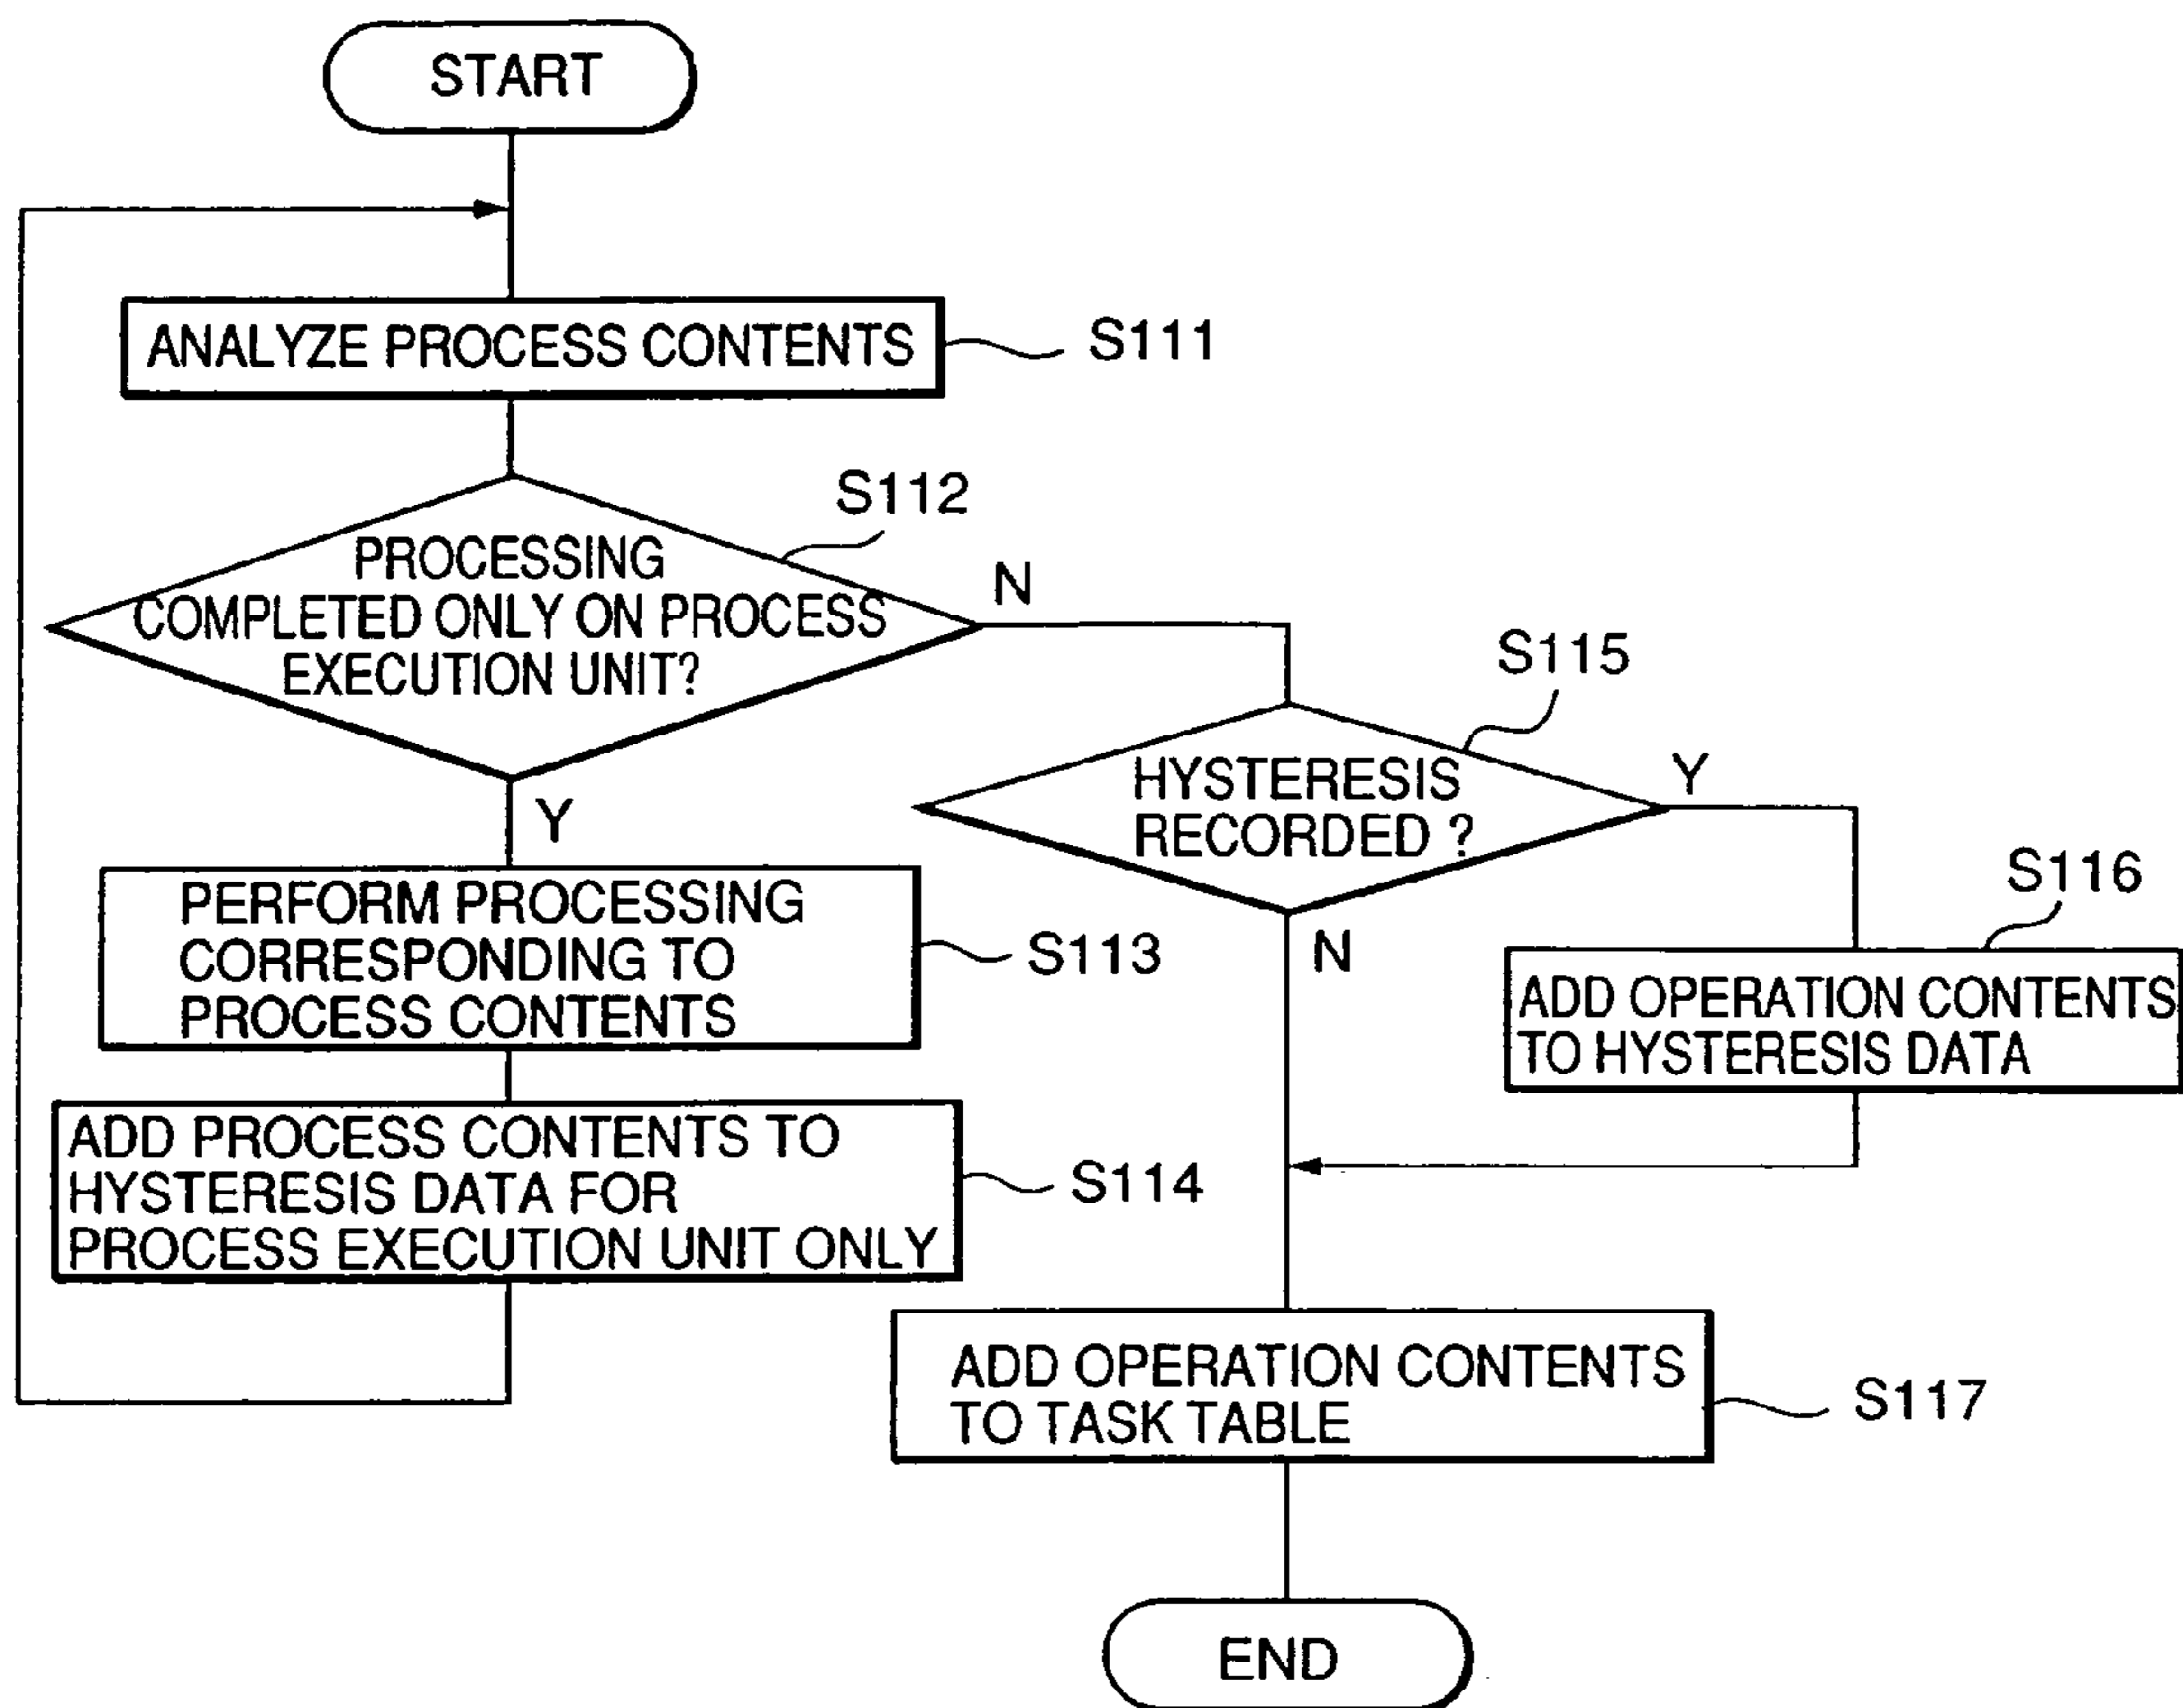 START
ANALYZE PROCESS CONTENTS
S111
S112
PROCESSING
COMPLETED ONLY ON PROCESS
EXECUTION UNIT?
N
Y
S115
HYSTERESIS
RECORDED ?
Y
N
PERFORM PROCESSING
CORRESPONDING TO
PROCESS CONTENTS
S113
S116
ADD OPERATION CONTENTS
TO HYSTERESIS DATA
ADD PROCESS CONTENTS TO
HYSTERESIS DATA FOR
PROCESS EXECUTION UNIT ONLY
S114
ADD OPERATION CONTENTS
TO TASK TABLE
S117
END